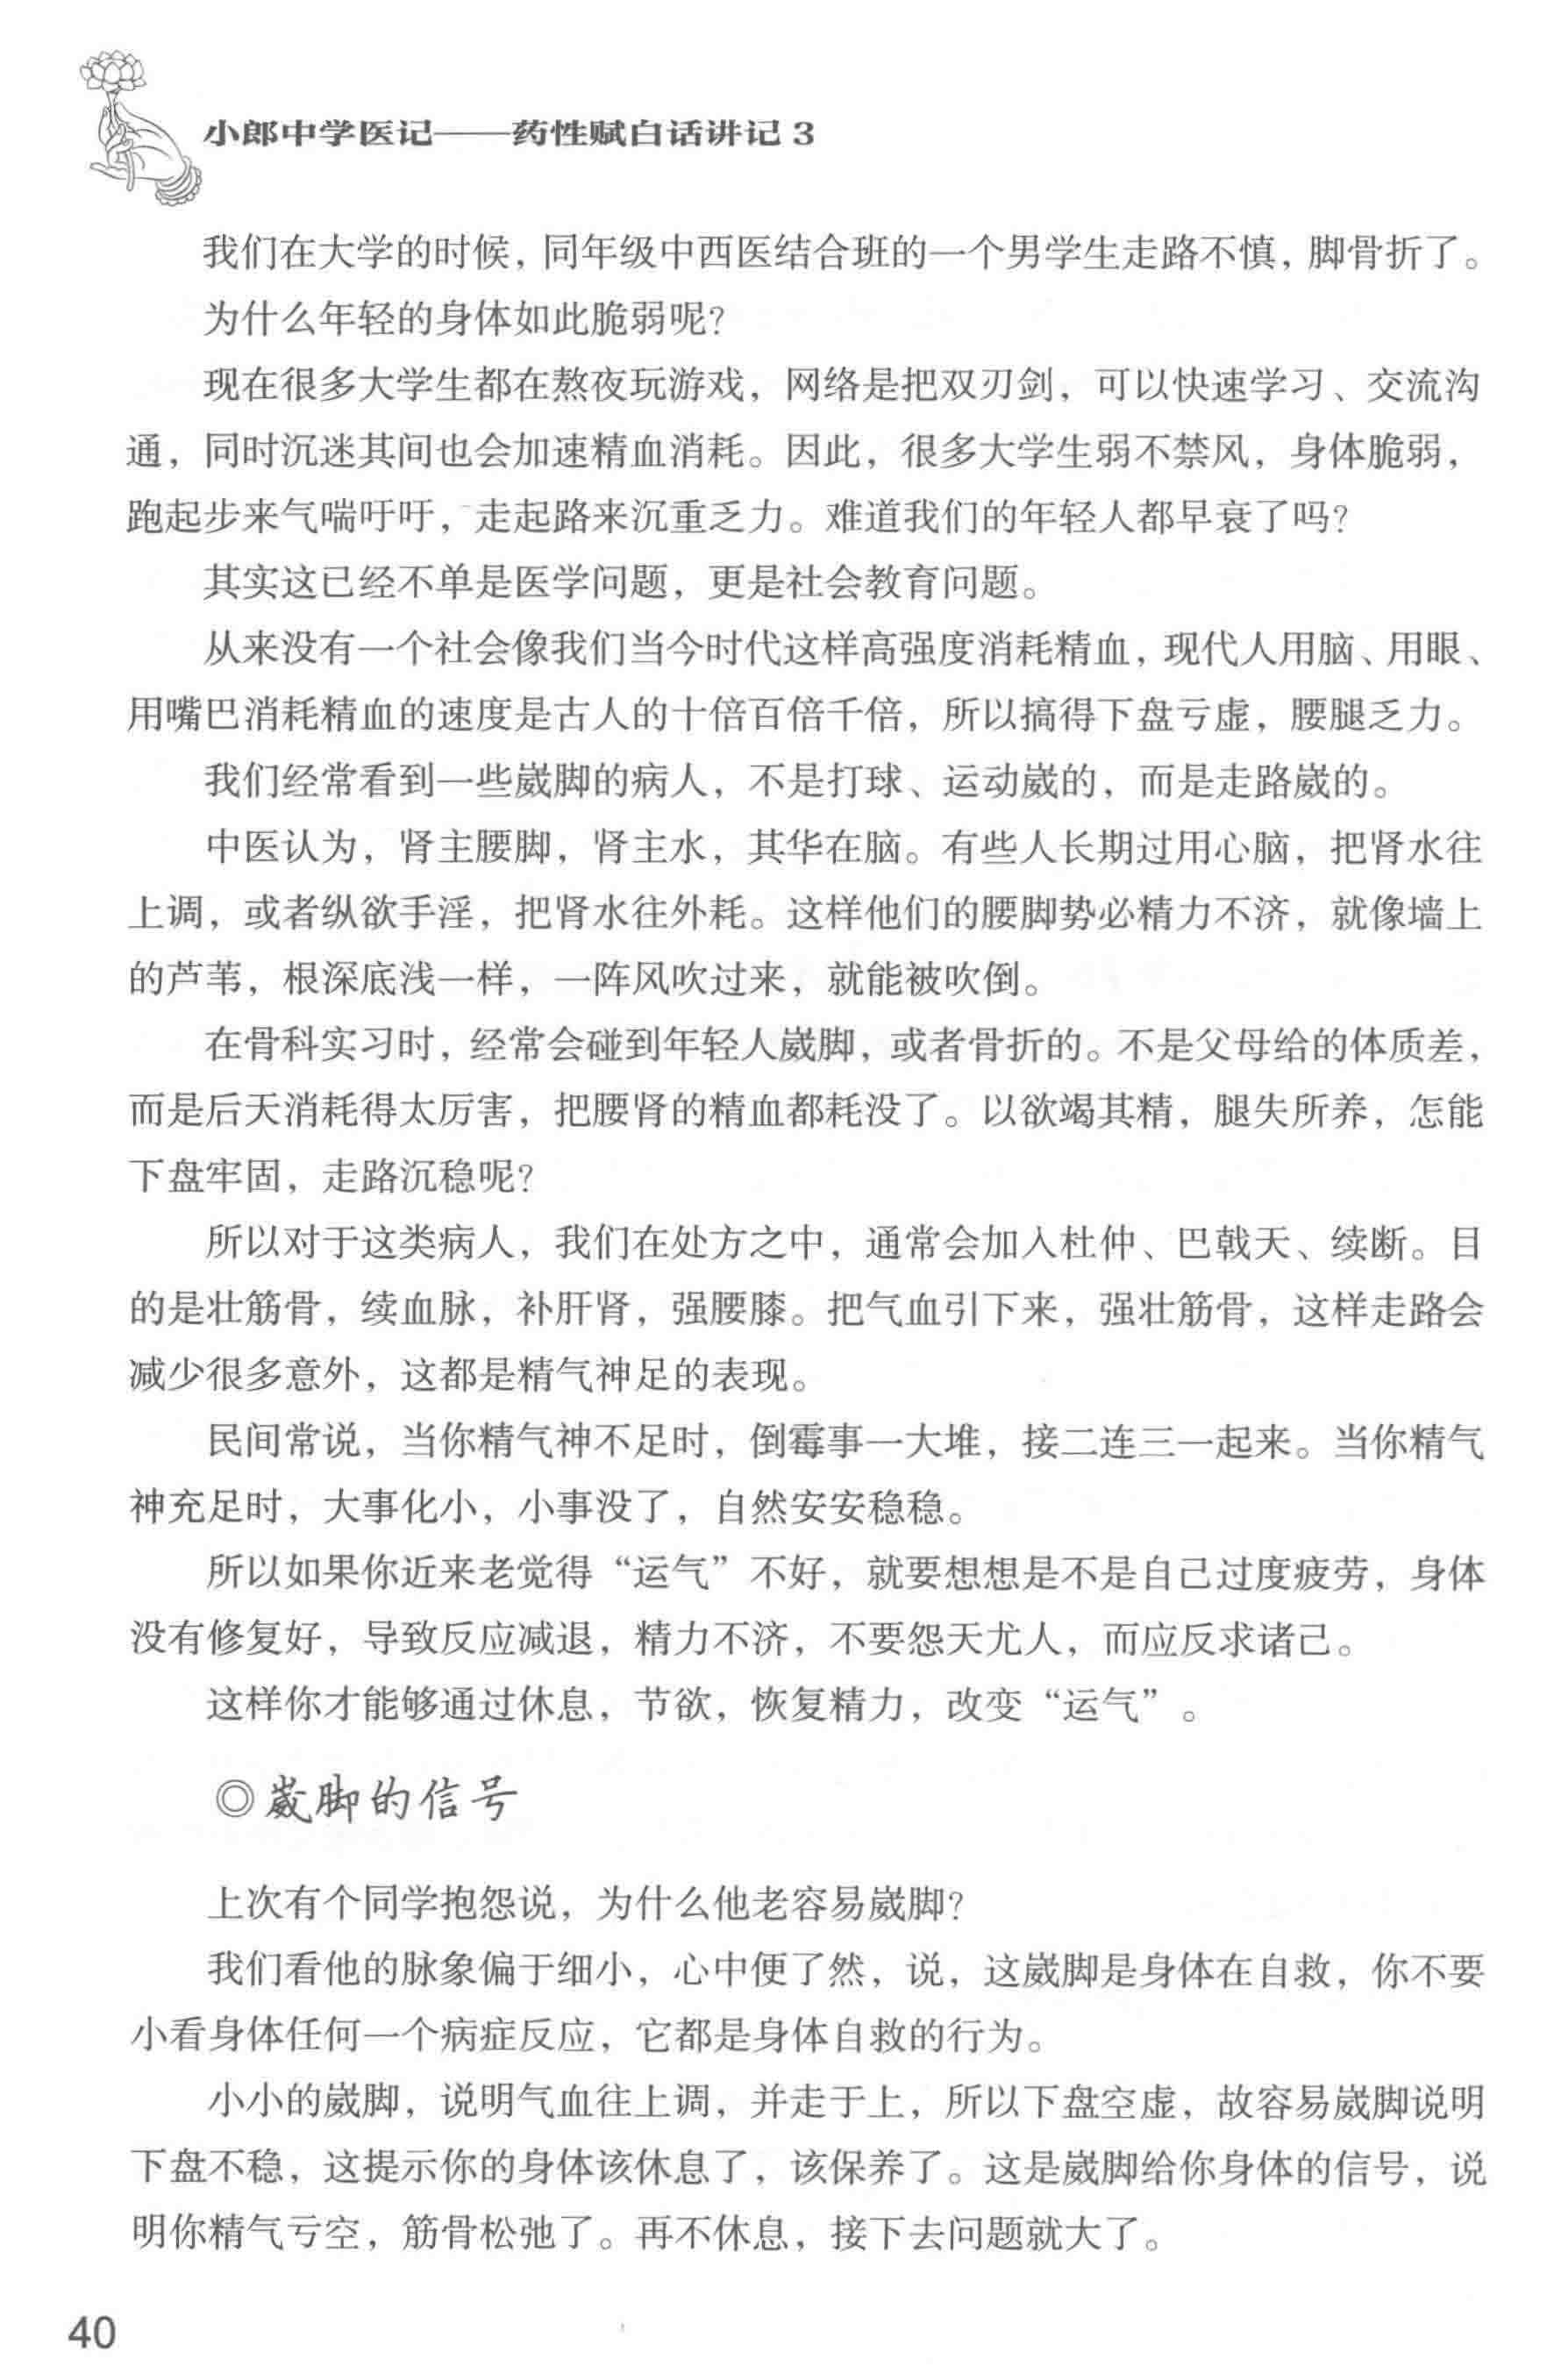 小郎中学医记——药性赋白话讲记 3
我们在大学的时候，同年级中西医结合班的一个男学生走路不慎，脚骨折了。
为什么年轻的身体如此脆弱呢？
现在很多大学生都在熬夜玩游戏，网络是把双刃剑，可以快速学习、交流沟
通，同时沉迷其间也会加速精血消耗。因此，很多大学生弱不禁风，身体脆弱，
跑起步来气喘吁吁，走起路来沉重乏力。难道我们的年轻人都早衰了吗？
其实这已经不单是医学问题，更是社会教育问题。
从来没有一个社会像我们当今时代这样高强度消耗精血，现代人用脑、用眼、
用嘴巴消耗精血的速度是古人的十倍百倍千倍，所以搞得下盘亏虚，腰腿乏力。
我们经常看到一些崴脚的病人，不是打球、运动崴的，而是走路崴的。
中医认为，肾主腰脚，肾主水，其华在脑。有些人长期过用心脑，把肾水往
上调，或者纵欲手淫，把肾水往外耗。这样他们的腰脚势必精力不济，就像墙上
的芦苇，根深底浅一样，一阵风吹过来，就能被吹倒。
在骨科实习时，经常会碰到年轻人崴脚，或者骨折的。不是父母给的体质差，
而是后天消耗得太厉害，把腰肾的精血都耗没了。以欲竭其精，腿失所养，怎能
下盘牢固，走路沉稳呢？
所以对于这类病人，我们在处方之中，通常会加入杜仲、巴戟天、续断。目
的是壮筋骨，续血脉，补肝肾，强腰膝。把气血引下来，强壮筋骨，这样走路会
减少很多意外，这都是精气神足的表现。
民间常说，当你精气神不足时，倒霉事一大堆，接二连三一起来。当你精气
神充足时，大事化小，小事没了，自然安安稳稳。
所以如果你近来老觉得“运气”不好，就要想想是不是自己过度疲劳，身体
没有修复好，导致反应减退，精力不济，不要怨天尤人，而应反求诸己。
这样你才能够通过休息，节欲，恢复精力，改变“运气”。
◎崴脚的信号
上次有个同学抱怨说，为什么他老容易崴脚？
我们看他的脉象偏于细小，心中便了然，说，这崴脚是身体在自救，你不要
小看身体任何一个病症反应，它都是身体自救的行为。
小小的崴脚，说明气血往上调，并走于上，所以下盘空虚，故容易崴脚说明
下盘不稳，这提示你的身体该休息了，该保养了。这是崴脚给你身体的信号，说
明你精气亏空，筋骨松弛了。再不休息，接下去问题就大了。
40